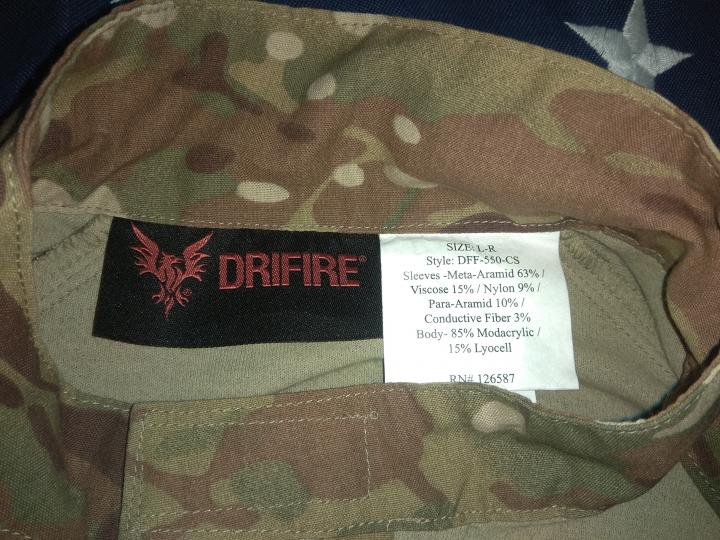 DRIFIRE®
SIZE: L-R
Style: DFF-550-CS
Sleeves -Meta-Aramid 63% /
Viscose 15% / Nylon 9% /
Para-Aramid 10% /
Conductive Fiber 3%
Body- 85% Modacrylic /
15% Lyocell
RN# 126587